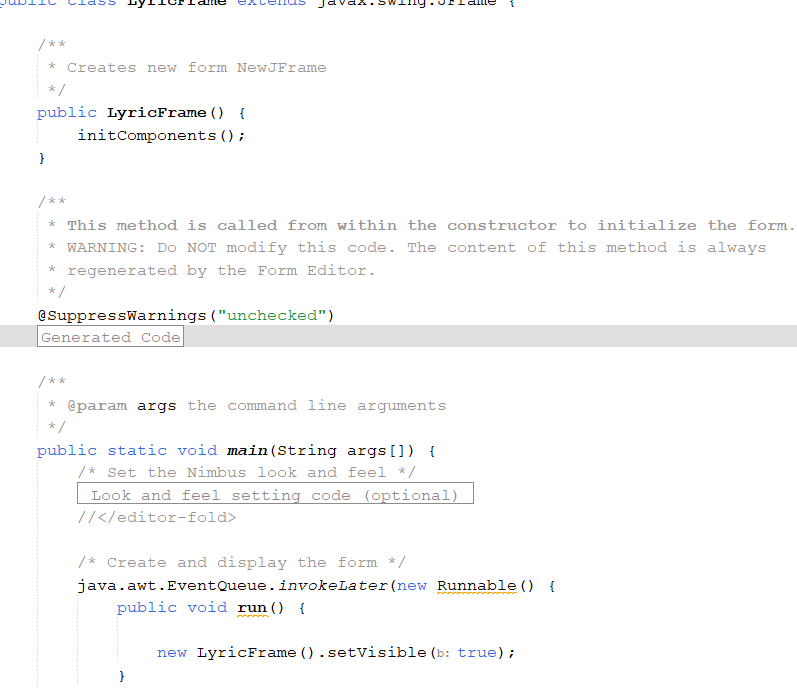 public class LyricFrame extends javax.swing.JFrame {
/**
* Creates new form NewJFrame
*/
public LyricFrame() {
initComponents();
}
/**
* This method is called from within the constructor to initialize the form.
* WARNING: Do NOT modify this code. The content of this method is always
* regenerated by the Form Editor.
*/
@SuppressWarnings("unchecked")
Generated Code
/**
* @param args the command line arguments
*/
public static void main(String args[]) {
/* Set the Nimbus look and feel */
Look and feel setting code (optional)
//</editor-fold>
/* Create and display the form */
java.awt.EventQueue.invokeLater(new Runnable() {
public void run() {
new LyricFrame().setVisible(b: true);
}